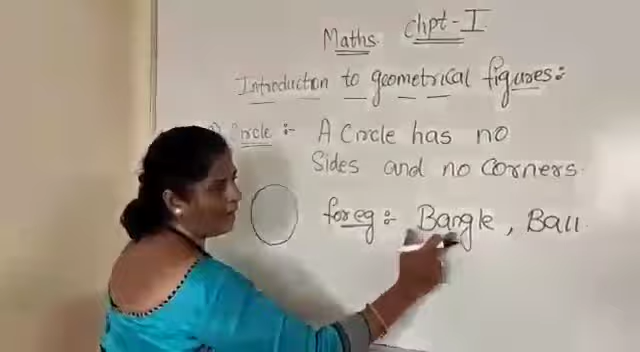 Maths Chpt-I
Introduction to geometrical figures:
Circle :- A Circle has no
Sides and no Corners.
for eg :- Bangle, Ball.